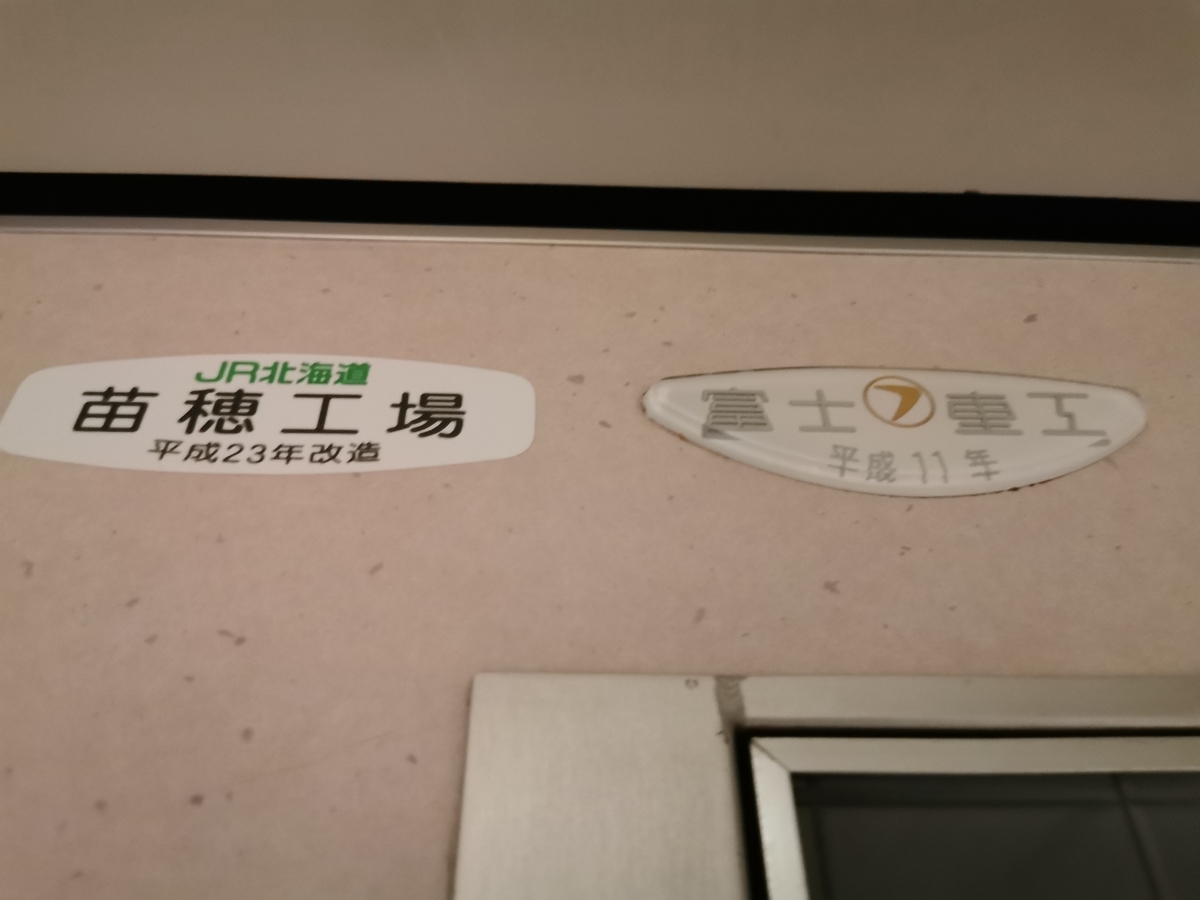 JR北海道
苗穂工場
平成23年改造
富士重工
平成11年